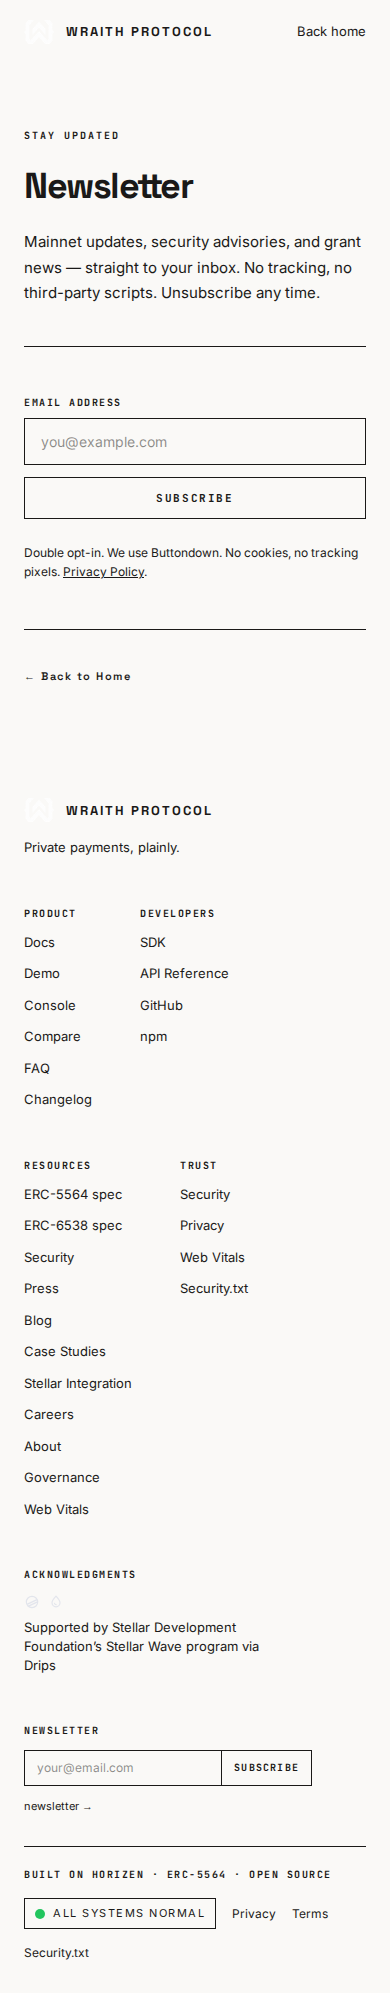 WRAITH PROTOCOL
Back home
STAY UPDATED
Newsletter
Mainnet updates, security advisories, and grant
news — straight to your inbox. No tracking, no
third-party scripts. Unsubscribe any time.
EMAIL ADDRESS
you@example.com
SUBSCRIBE
Double opt-in. We use Buttondown. No cookies, no tracking
pixels. Privacy Policy.
← Back to Home
WRAITH PROTOCOL
Private payments, plainly.
PRODUCT
Docs
Demo
Console
Compare
FAQ
Changelog
DEVELOPERS
SDK
API Reference
GitHub
npm
RESOURCES
ERC-5564 spec
ERC-6538 spec
Security
Press
Blog
Case Studies
Stellar Integration
Careers
About
Governance
Web Vitals
TRUST
Security
Privacy
Web Vitals
Security.txt
ACKNOWLEDGMENTS
Supported by Stellar Development
Foundation's Stellar Wave program via
Drips
NEWSLETTER
your@email.com
SUBSCRIBE
newsletter →
BUILT ON HORIZEN · ERC-5564 · OPEN SOURCE
ALL SYSTEMS NORMAL
Privacy
Terms
Security.txt